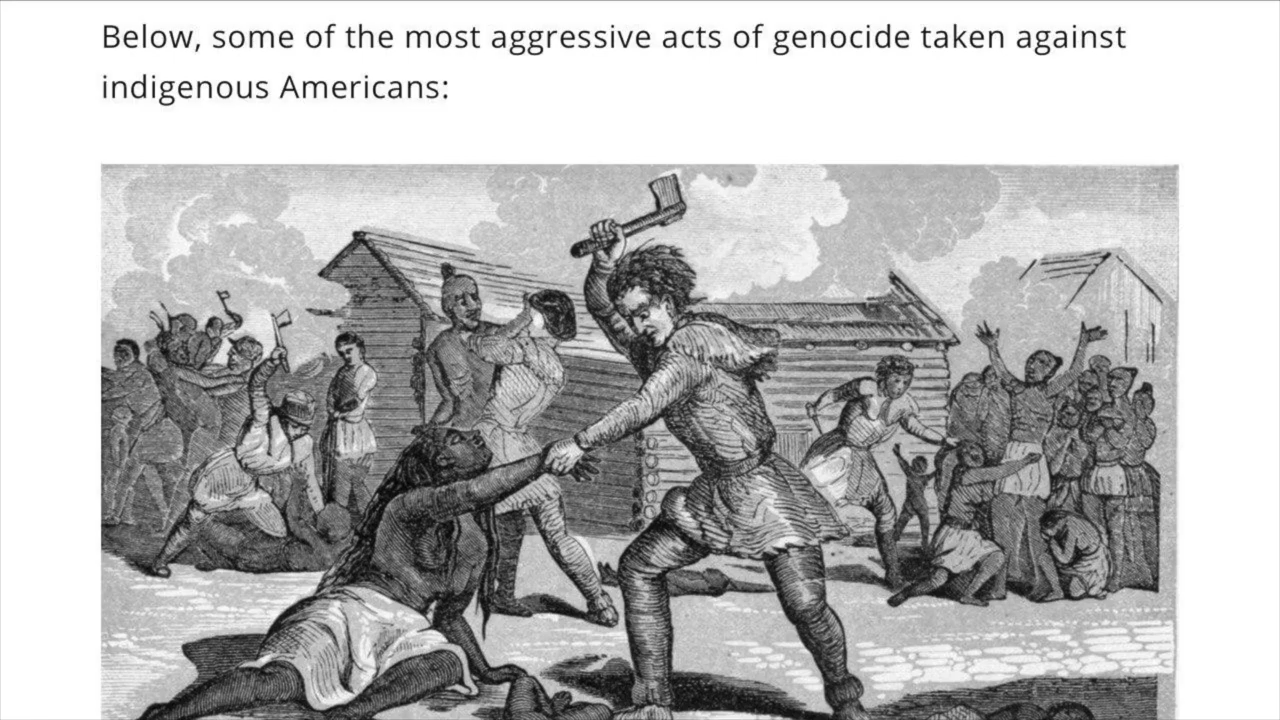 Below, some of the most aggressive acts of genocide taken against
indigenous Americans: